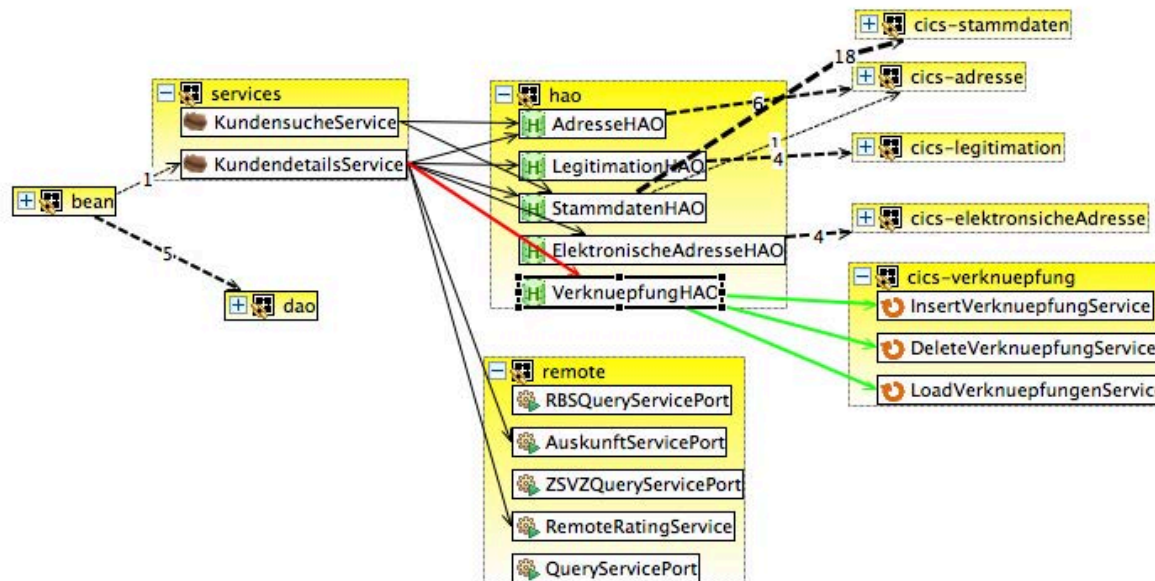 cics-stammdaten
18
cics-adresse
services
hao
6
KundensucheService
AdresseHAO
1
cics-legitimation
KundendetailsService
LegitimationHAO
4
1
bean
StammdatenHAO
cics-elektronsicheAdresse
ElektronischeAdresseHAO
4
5
cics-verknuepfung
dao
VerknuepfungHAO
InsertVerknuepfungService
DeleteVerknuepfungService
remote
LoadVerknuepfungenService
RBSQueryServicePort
AuskunftServicePort
ZSVZQueryServicePort
RemoteRatingService
QueryServicePort